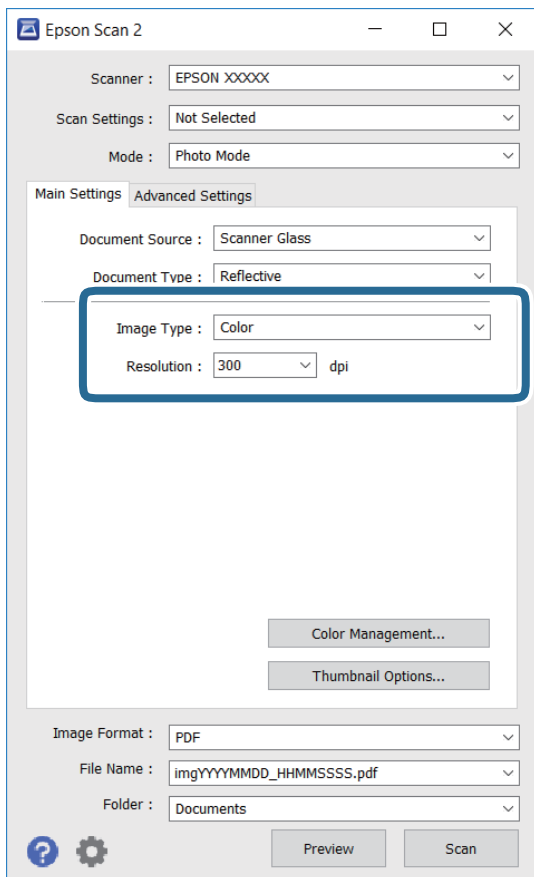 Epson Scan 2
Scanner : EPSON XXXXX
Scan Settings : Not Selected
Mode : Photo Mode
Main Settings Advanced Settings
Document Source : Scanner Glass
Document Type : Reflective
Image Type : Color
Resolution : 300 dpi
Color Management...
Thumbnail Options...
Image Format : PDF
File Name : imgYYYYMMDD_HHMMSSSS.pdf
Folder : Documents
? Preview Scan